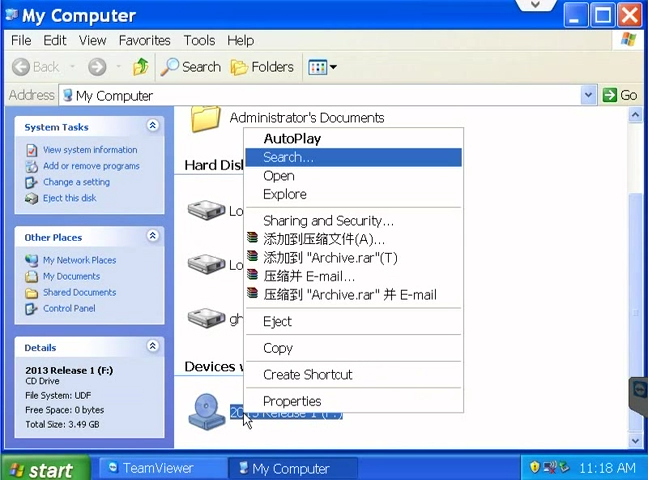 My Computer
File Edit View Favorites Tools Help
Back Search Folders
Address My Computer Go
System Tasks
View system information
Add or remove programs
Change a setting
Eject this disk
Other Places
My Network Places
My Documents
Shared Documents
Control Panel
Details
2013 Release 1 (F:)
CD Drive
File System: UDF
Free Space: 0 bytes
Total Size: 3.49 GB
Administrator's Documents
Hard Dis
Lo
Lo
gh
Devices w
2013 Release 1 (F:)
AutoPlay
Search...
Open
Explore
Sharing and Security...
添加到压缩文件(A)...
添加到 "Archive.rar"(T)
压缩并 E-mail...
压缩到 "Archive.rar" 并 E-mail
Eject
Copy
Create Shortcut
Properties
start TeamViewer My Computer 11:18 AM